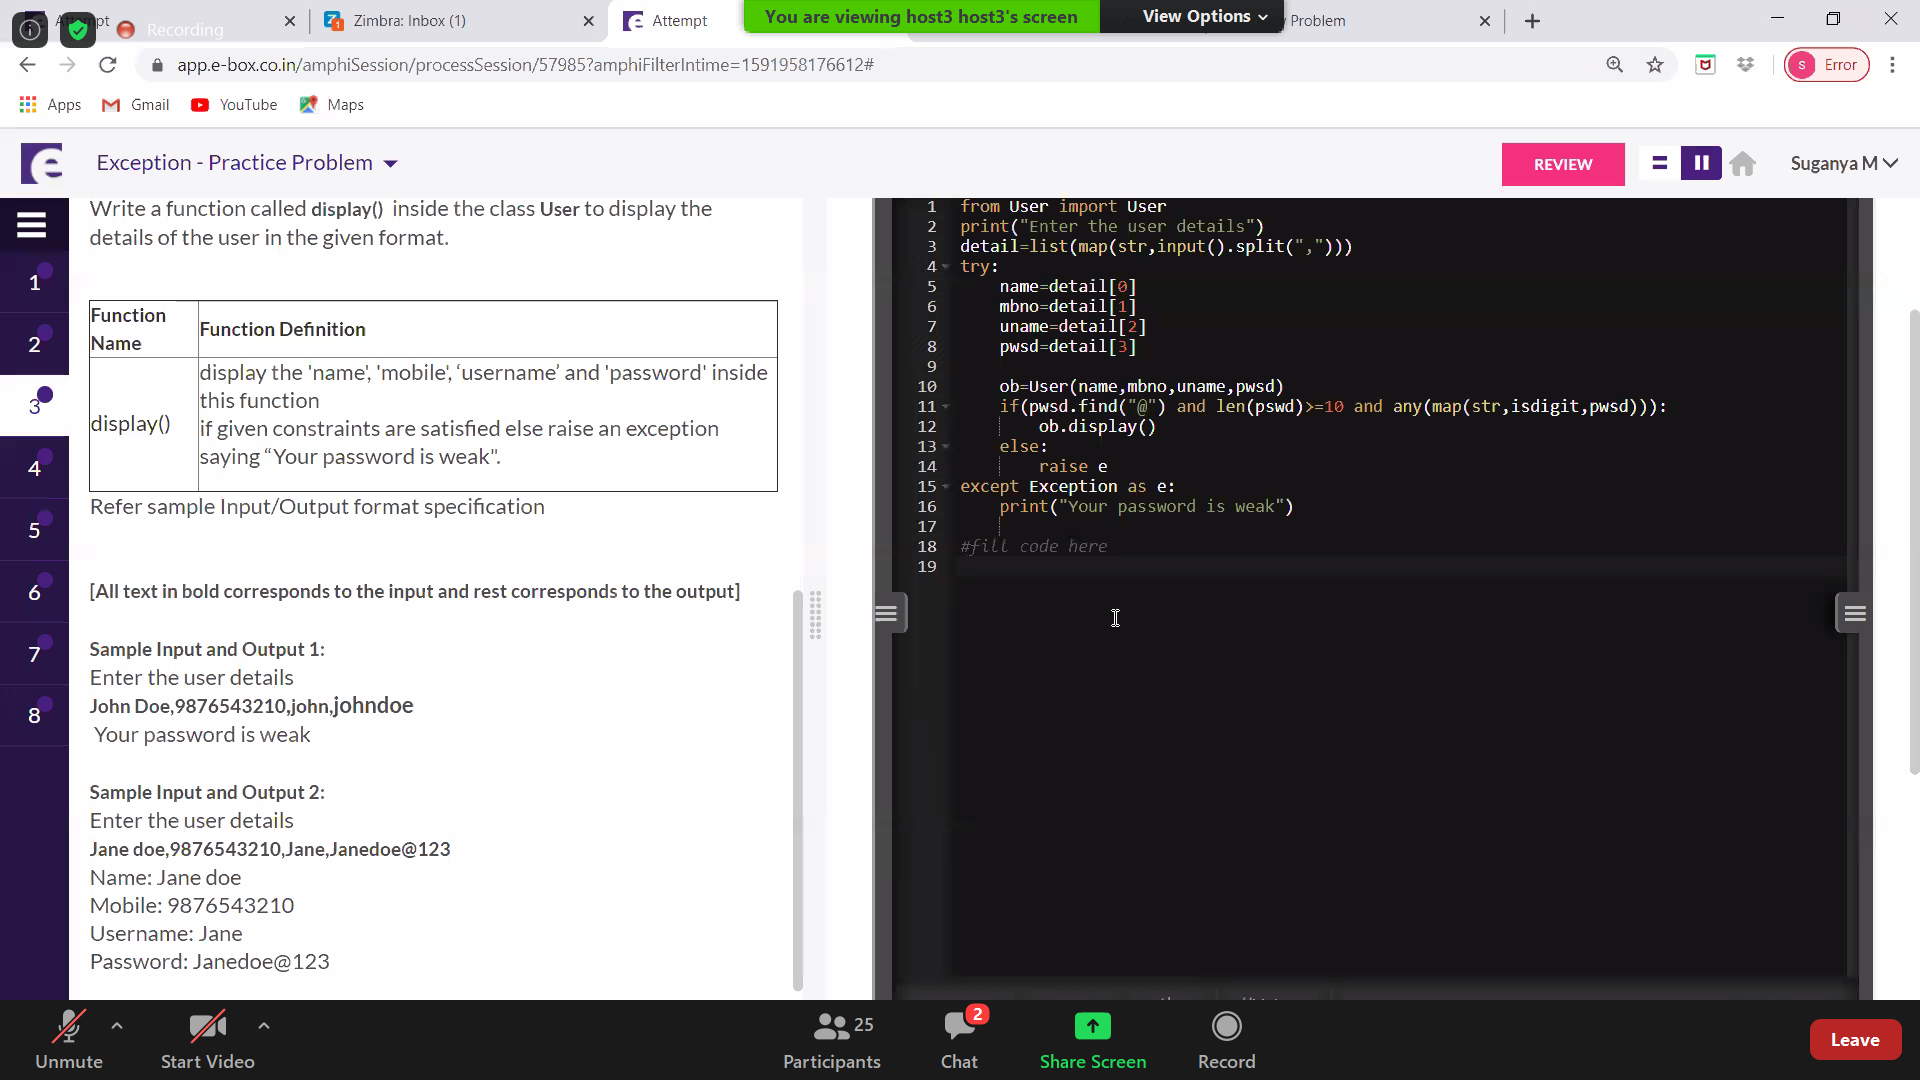 Attempt
Recording
Zimbra: Inbox (1)
Attempt
You are viewing host3 host3's screen
View Options
Problem
app.e-box.co.in/amphiSession/processSession/57985?amphiFilterIntime=1591958176612#
s
Error
Apps
Gmail
YouTube
Maps
e
Exception - Practice Problem
REVIEW
Suganya M
Write a function called display() inside the class User to display the
details of the user in the given format.
Function Name
Function Definition
display()
display the 'name', 'mobile', ‘username’ and 'password' inside
this function
if given constraints are satisfied else raise an exception
saying “Your password is weak".
Refer sample Input/Output format specification
[All text in bold corresponds to the input and rest corresponds to the output]
Sample Input and Output 1:
Enter the user details
John Doe,9876543210,john,johndoe
Your password is weak
Sample Input and Output 2:
Enter the user details
Jane doe,9876543210,Jane,Janedoe@123
Name: Jane doe
Mobile: 9876543210
Username: Jane
Password: Janedoe@123
1
2
3
4
5
6
7
8
1 from User import User
2 print("Enter the user details")
3 detail=list(map(str,input().split(",")))
4 try:
5 name=detail[0]
6 mbno=detail[1]
7 uname=detail[2]
8 pwsd=detail[3]
9
10 ob=User(name,mbno,uname,pwsd)
11 if(pwsd.find("@") and len(pswd)>=10 and any(map(str,isdigit,pwsd))):
12 ob.display()
13 else:
14 raise e
15 except Exception as e:
16 print("Your password is weak")
17
18 #fill code here
19
Unmute
Start Video
25
Participants
2
Chat
Share Screen
Record
Leave